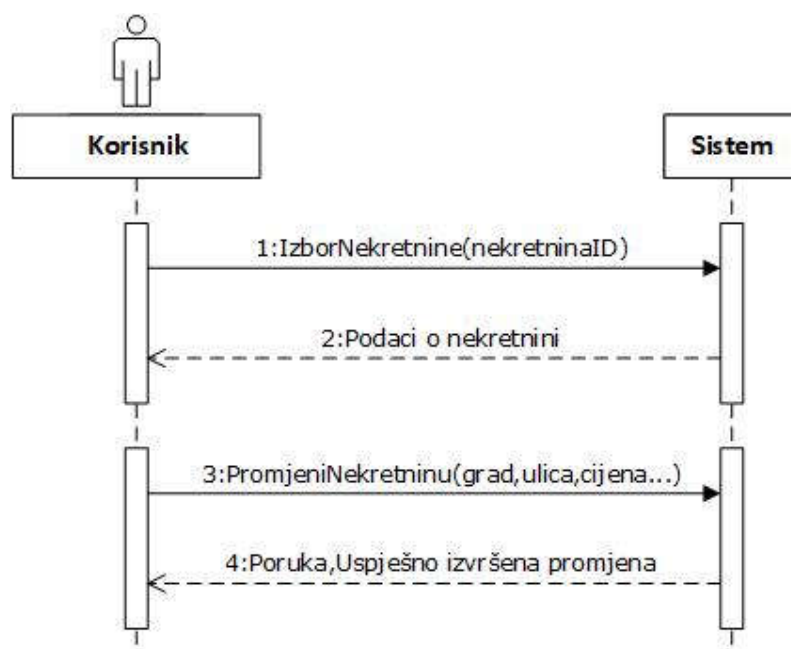 Korisnik
Sistem
1:IzborNekretnine(nekretninaID)
2:Podaci o nekretnini
3:PromjeniNekretninu(grad,ulica,cijena...)
4:Poruka,Uspješno izvršena promjena